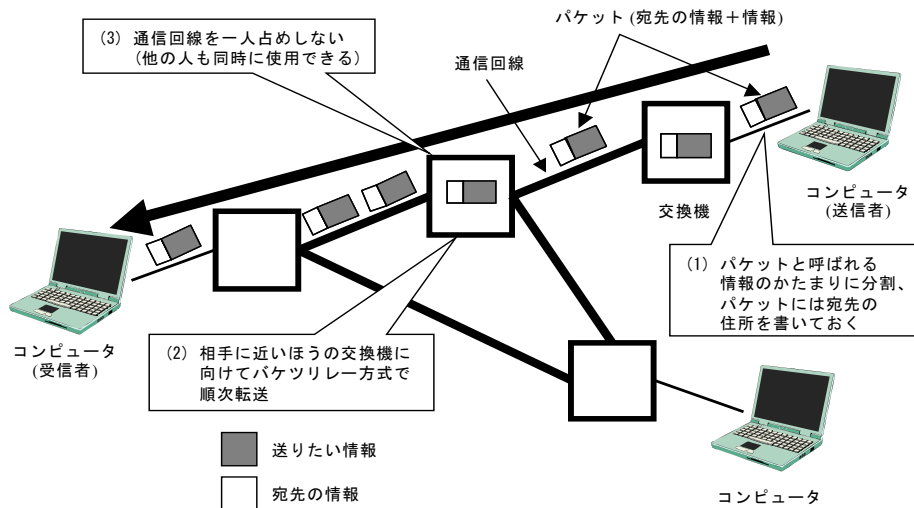 (3) 通信回線を一人占めしない
(他の人も同時に使用できる)
パケット(宛先の情報+情報)
通信回線
交換機
コンピュータ
(送信者)
(1) パケットと呼ばれる
情報のかたまりに分割、
パケットには宛先の
住所を書いておく
コンピュータ
(受信者)
(2) 相手に近いほうの交換機に
向けてバケツリレー方式で
順次転送
送りたい情報
宛先の情報
コンピュータ